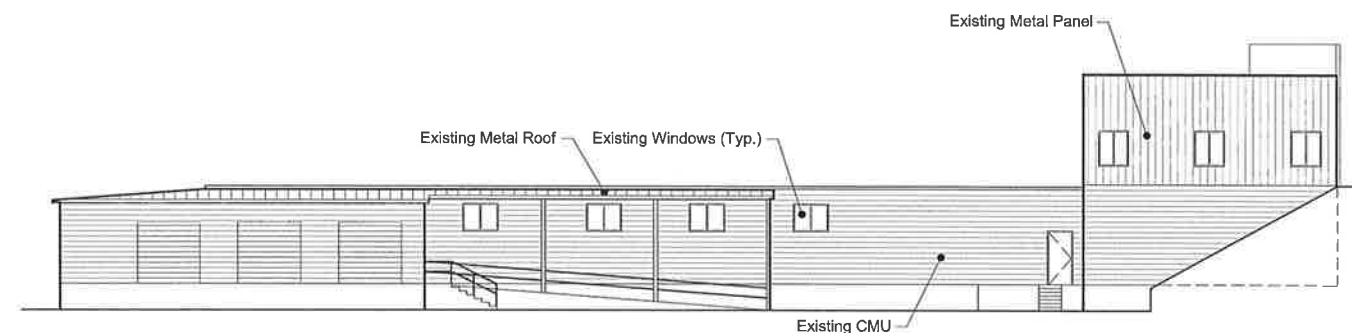 Existing Metal Panel
Existing Metal Roof
Existing Windows (Typ.)
Existing CMU